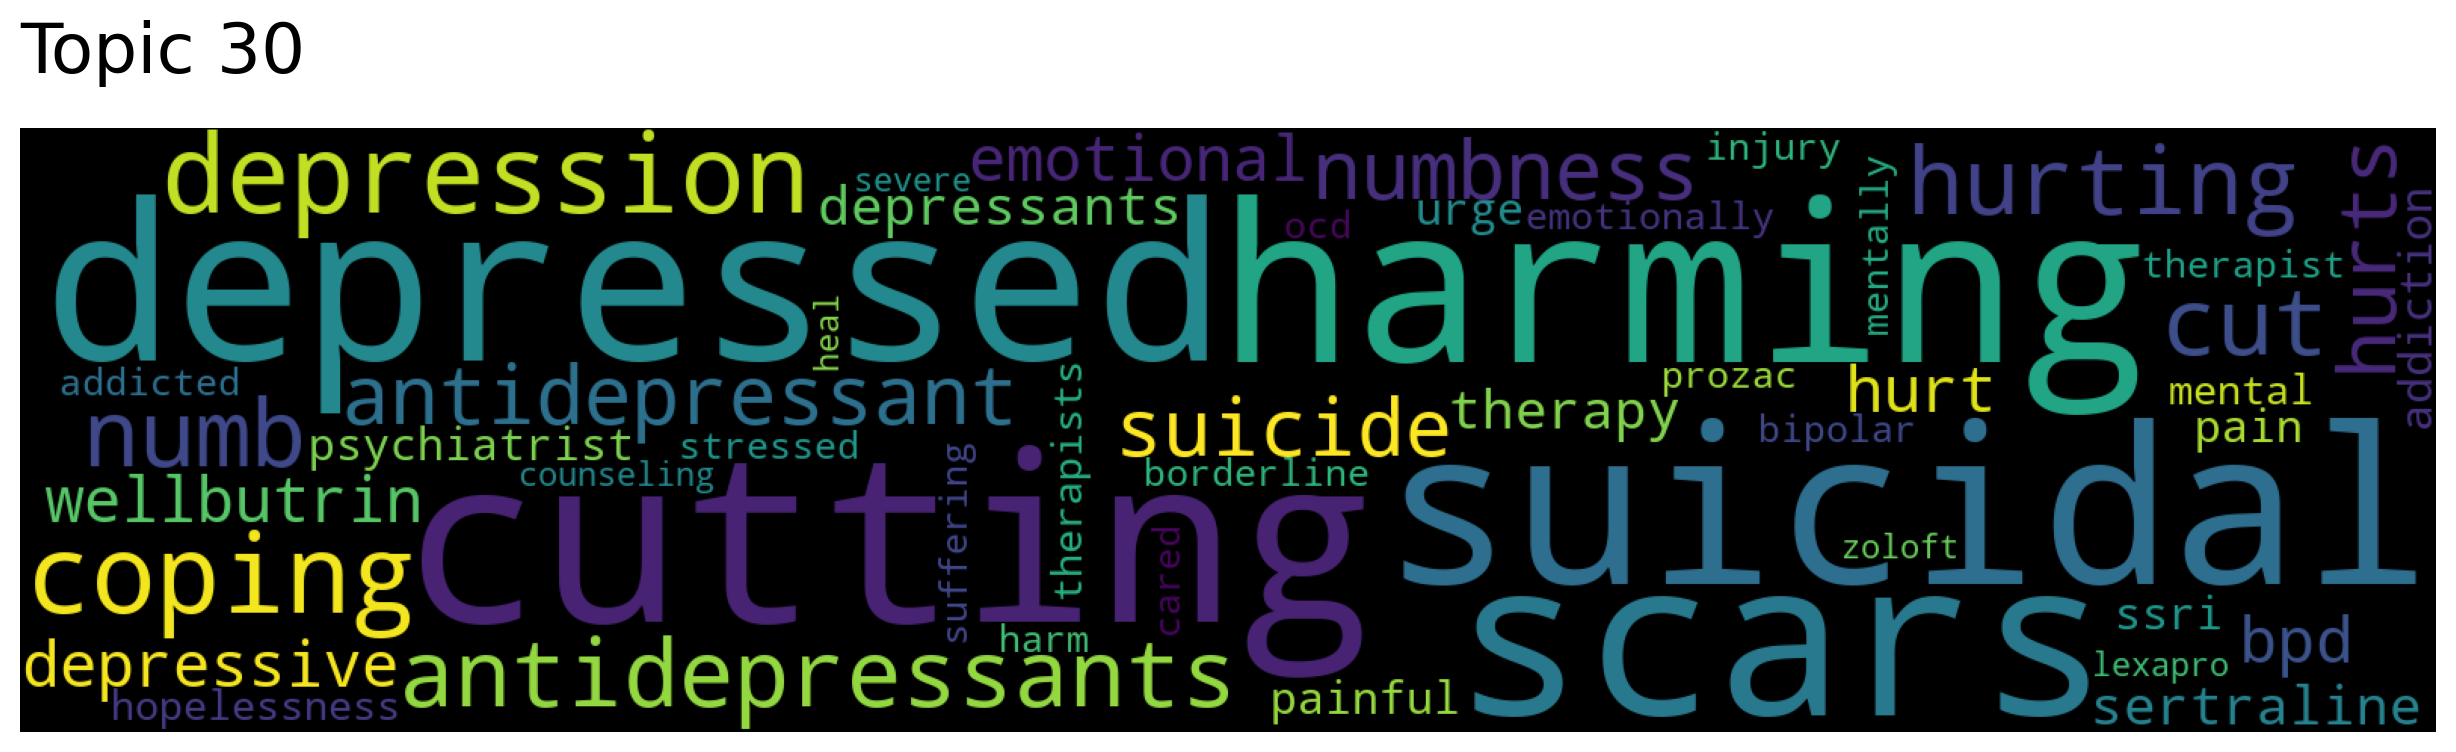 Topic 30
depression
severe
emotional
numbness
injury
mentally
hurting
hurts
depressants
ocd
urge
emotionally
addiction
depressed
harming
therapist
heal
cut
addicted
antidepressant
therapists
prozac
hurt
mental
numb
psychiatrist
stressed
suicide
therapy
bipolar
pain
counseling
suffering
borderline
wellbutrin
cutting
suicidal
zoloft
coping
cared
scars
ssri
harm
bpd
depressive
antidepressants
painful
lexapro
hopelessness
sertraline